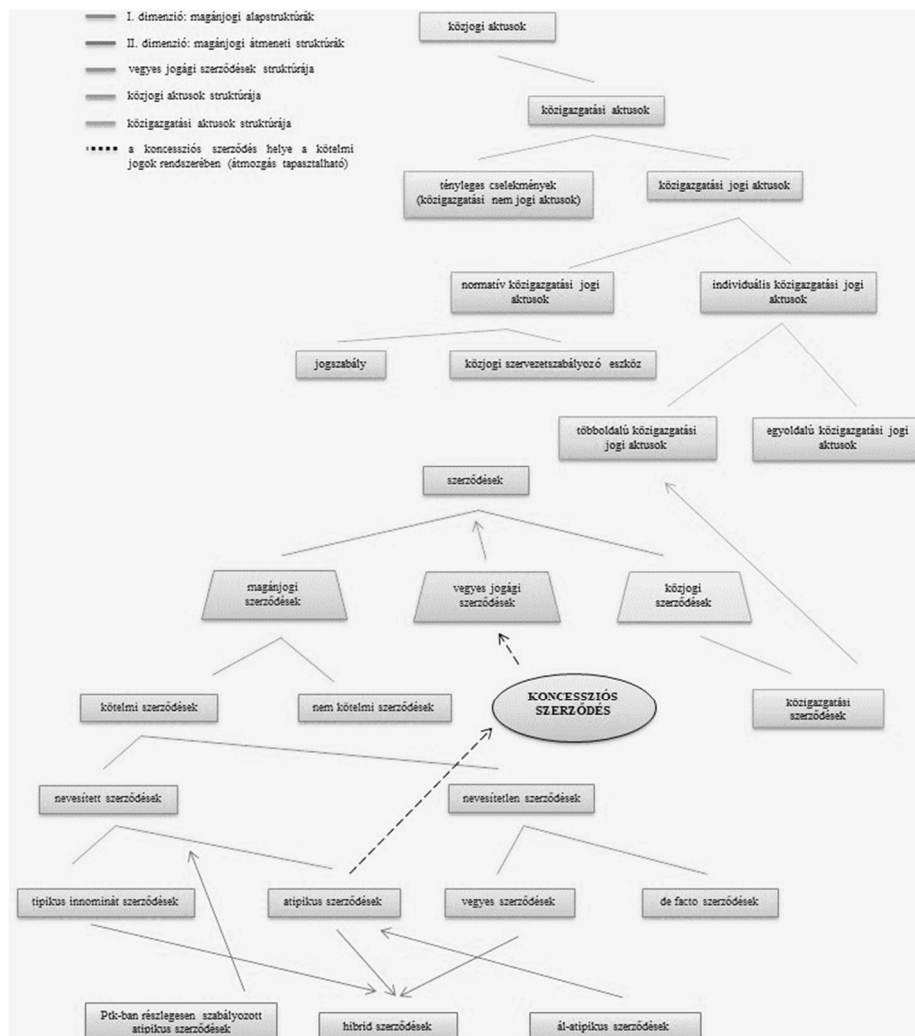 I. dimenzió: magánjogi alapstruktúrák
II. dimenzió: magánjogi átmeneti struktúrák
vegyes jogági szerződések struktúrája
közjogi aktusok struktúrája
közigazgatási aktusok struktúrája
a koncessziós szerződés helye a kötelmi
jogok rendszerében (átmozgás tapasztalható)
közjogi aktusok
közigazgatási aktusok
tényleges cselekmények
(közigazgatási nem jogi aktusok)
közigazgatási jogi aktusok
normatív közigazgatási jogi
aktusok
individuális közigazgatási jogi
aktusok
jogszabály
közjogi szervezetszabályozó eszköz
többoldalú közigazgatási
jogi aktusok
egyoldalú közigazgatási jogi
aktusok
szerződések
magánjogi
szerződések
vegyes jogági
szerződések
közjogi
szerződések
kötelmi szerződések
nem kötelmi szerződések
KONCESSZIÓS
SZERZŐDÉS
közigazgatási
szerződések
nevesített szerződések
nevesítetlen szerződések
tipikus innominát szerződések
atipikus szerződések
vegyes szerződések
de facto szerződések
Ptk-ban részlegesen szabályozott
atipikus szerződések
hibrid szerződések
ál-atipikus szerződések